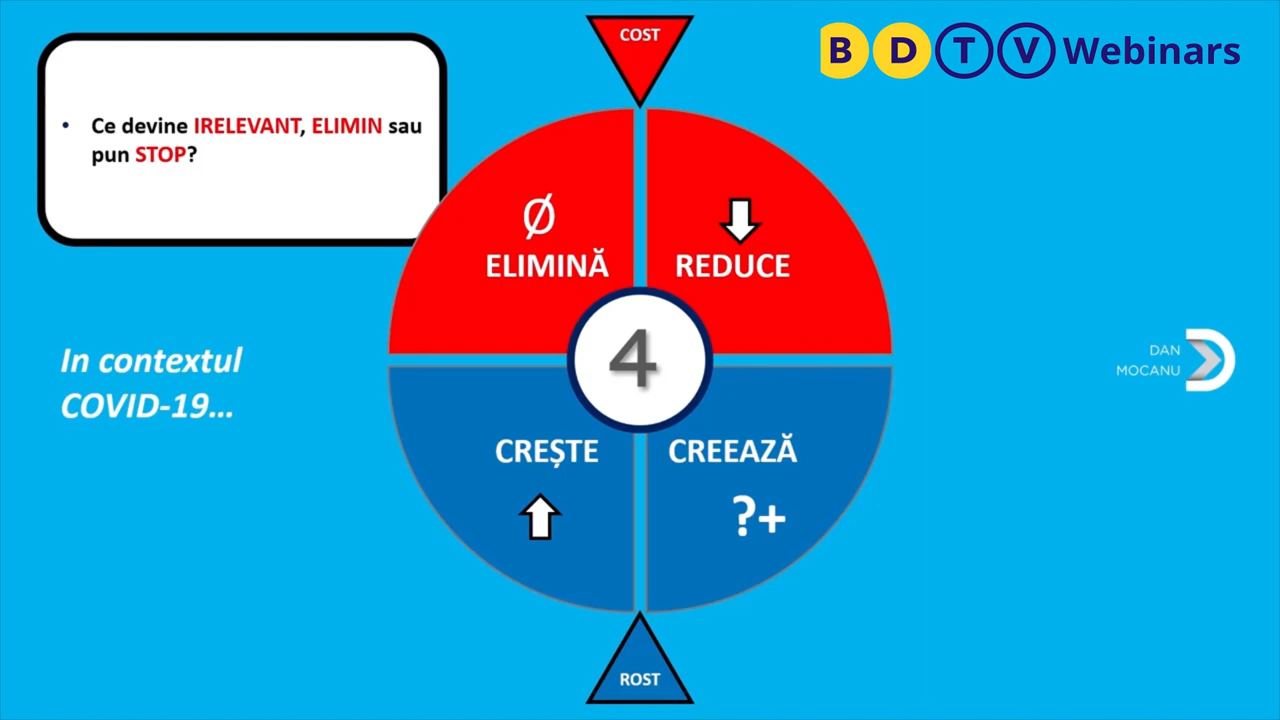 COST
BDTV Webinars
• Ce devine IRELEVANT, ELIMIN sau
pun STOP?
Ø
ELIMINĂ
REDUCE
In contextul
COVID-19...
4
DAN
MOCANU
CREȘTE
CREEAZĂ
?+
ROST